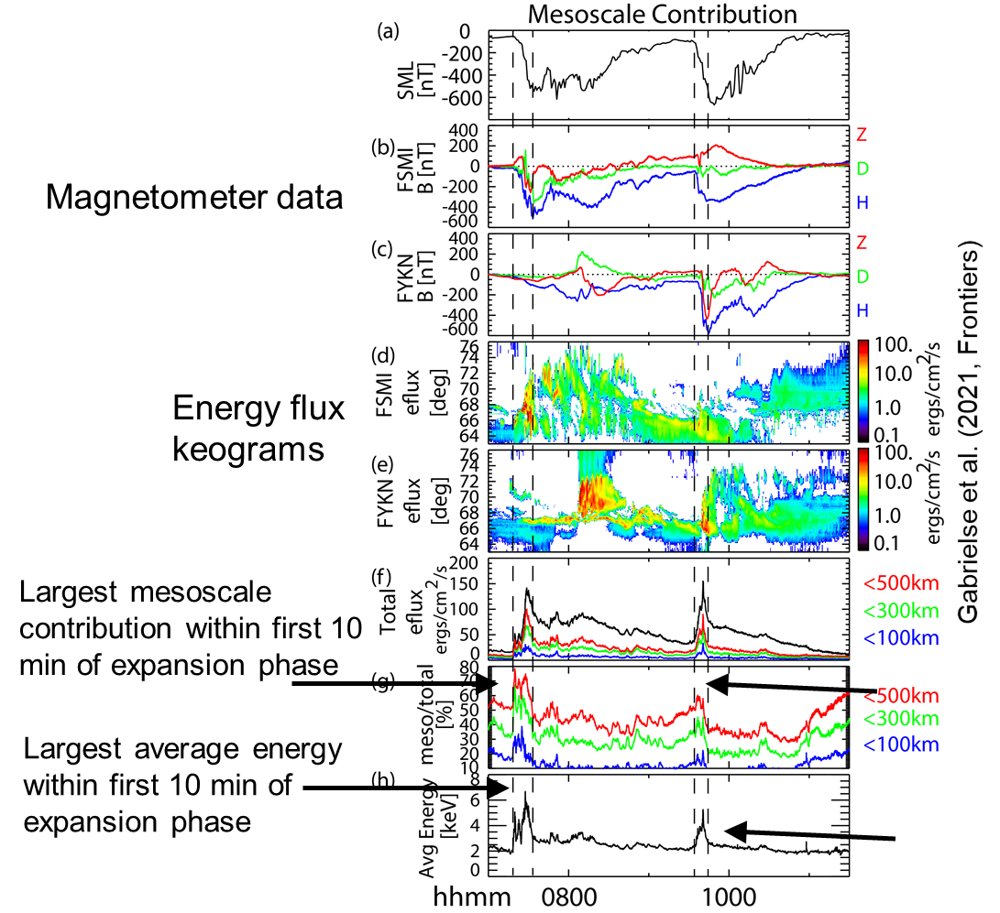 Mesoscale Contribution
(a)
SML
[nT]
0
-200
-400
-600
Magnetometer data
(b)
FSMI
B [nT]
400
200
0
-200
-400
-600
Z
D
H
(c)
FYKN
B [nT]
400
200
0
-200
-400
-600
Z
D
H
Energy flux
keograms
(d)
FSMI
eflux
[deg]
76
74
72
70
68
66
64
100.
10.0
1.0
0.1
ergs/cm²/s
(e)
FYKN
eflux
[deg]
76
74
72
70
68
66
64
100.
10.0
1.0
0.1
ergs/cm²/s
Gabrielse et al. (2021, Frontiers)
Largest mesoscale
contribution within first 10
min of expansion phase
(f)
Total
eflux
ergs/cm²/s
200
150
100
50
<500km
<300km
<100km
(g)
meso/total
[%]
80
70
60
50
40
30
20
10
<500km
<300km
<100km
Largest average energy
within first 10 min of
expansion phase
(h)
Avg Energy
[keV]
8
6
4
2
0
hhmm 0800 1000